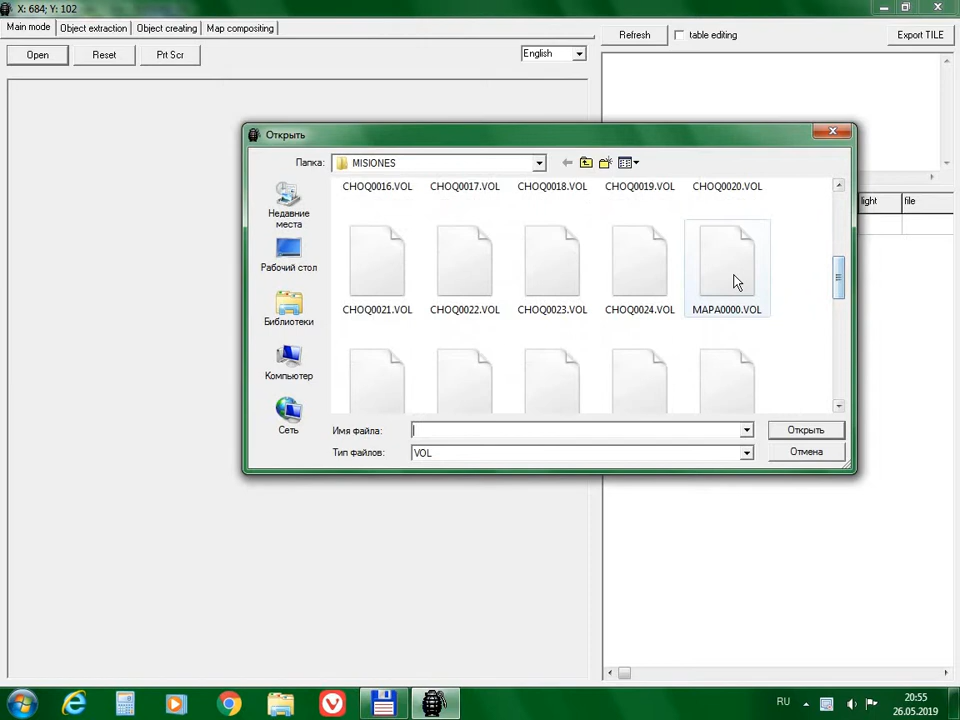 X: 684; Y: 102
Main mode
Object extraction
Object creating
Map compositing
Open
Reset
Prt Scr
English
Refresh
table editing
Export TILE
light
file
Открыть
Папка:
MISIONES
Недавние места
Рабочий стол
Библиотеки
Компьютер
Сеть
CHOQ0016.VOL
CHOQ0017.VOL
CHOQ0018.VOL
CHOQ0019.VOL
CHOQ0020.VOL
CHOQ0021.VOL
CHOQ0022.VOL
CHOQ0023.VOL
CHOQ0024.VOL
MAPA0000.VOL
Имя файла:
Открыть
Тип файлов:
VOL
Отмена
RU
20:55
26.05.2019